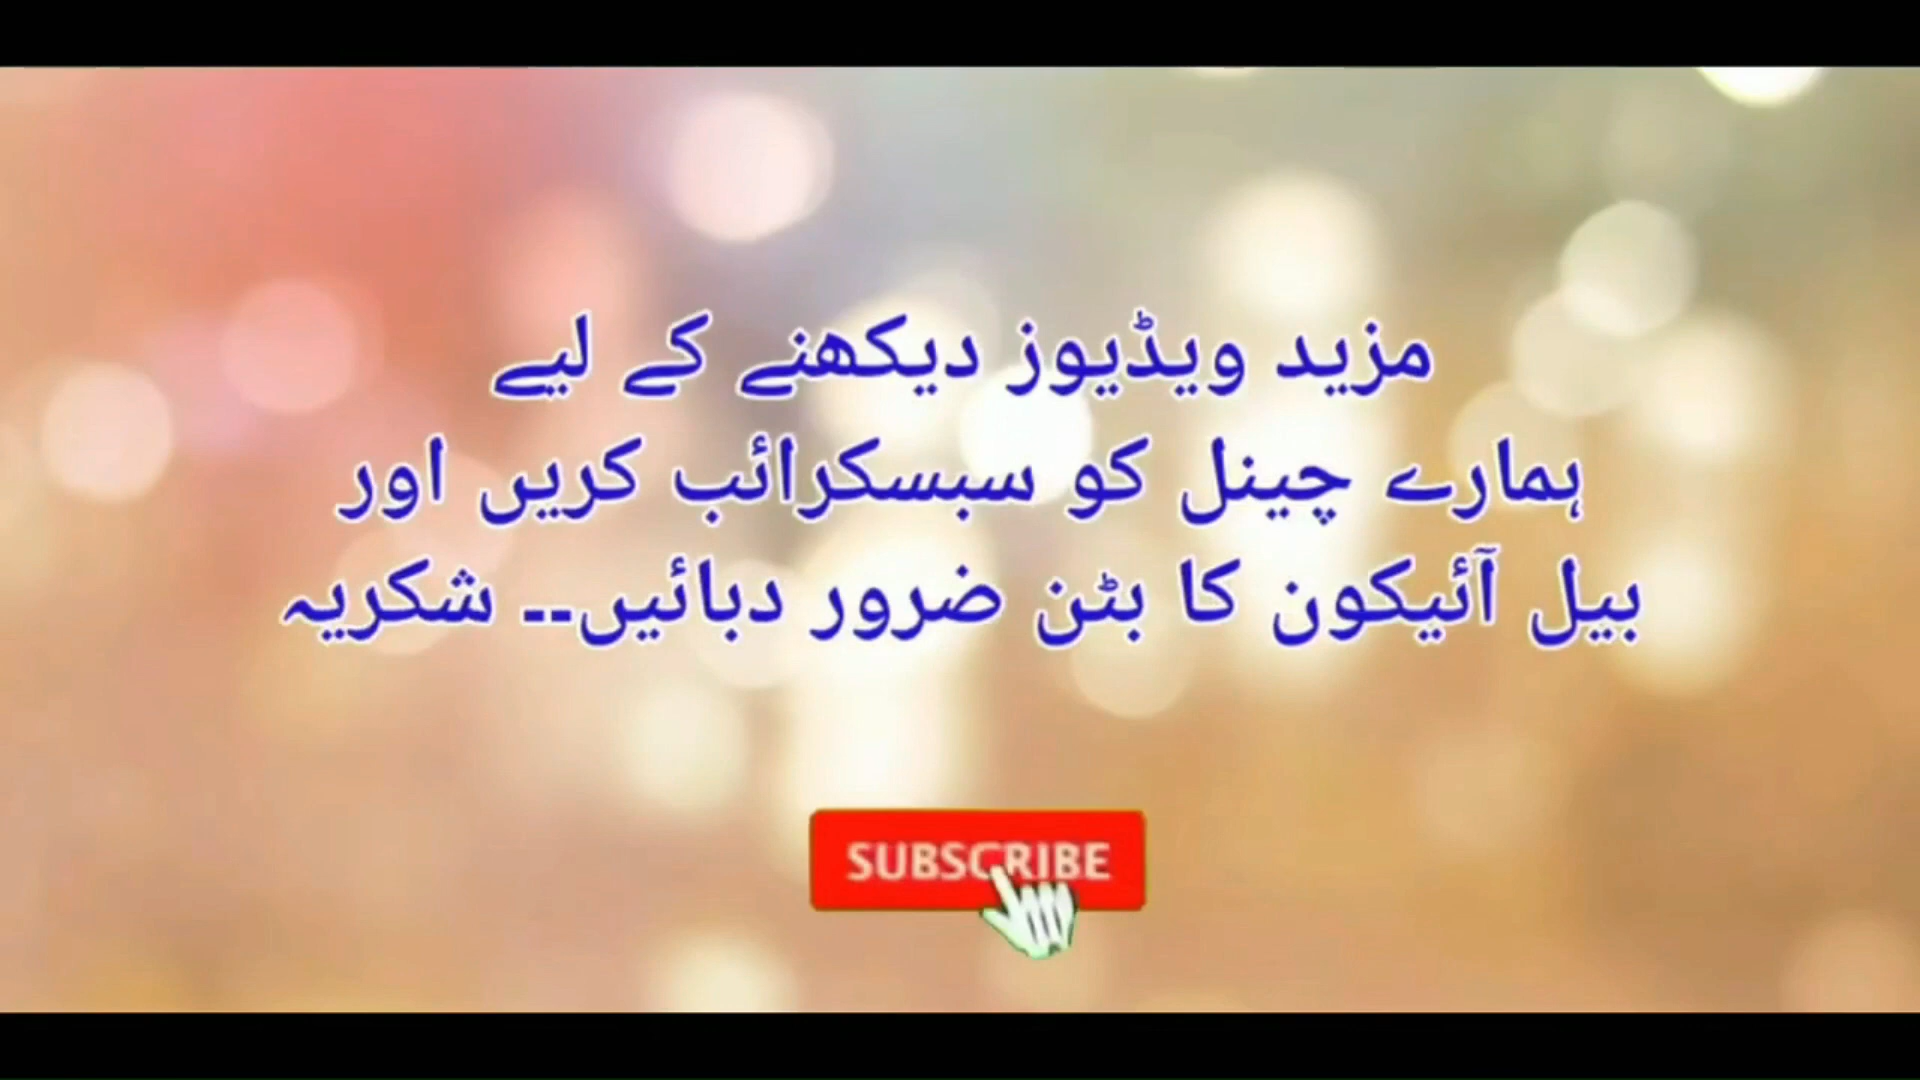 مزید ویڈیوز دیکھنے کے لیے
ہمارے چینل کو سبسکرائب کریں اور
بیل آئیکون کا بٹن ضرور دبائیں۔۔ شکریہ
SUBSCRIBE